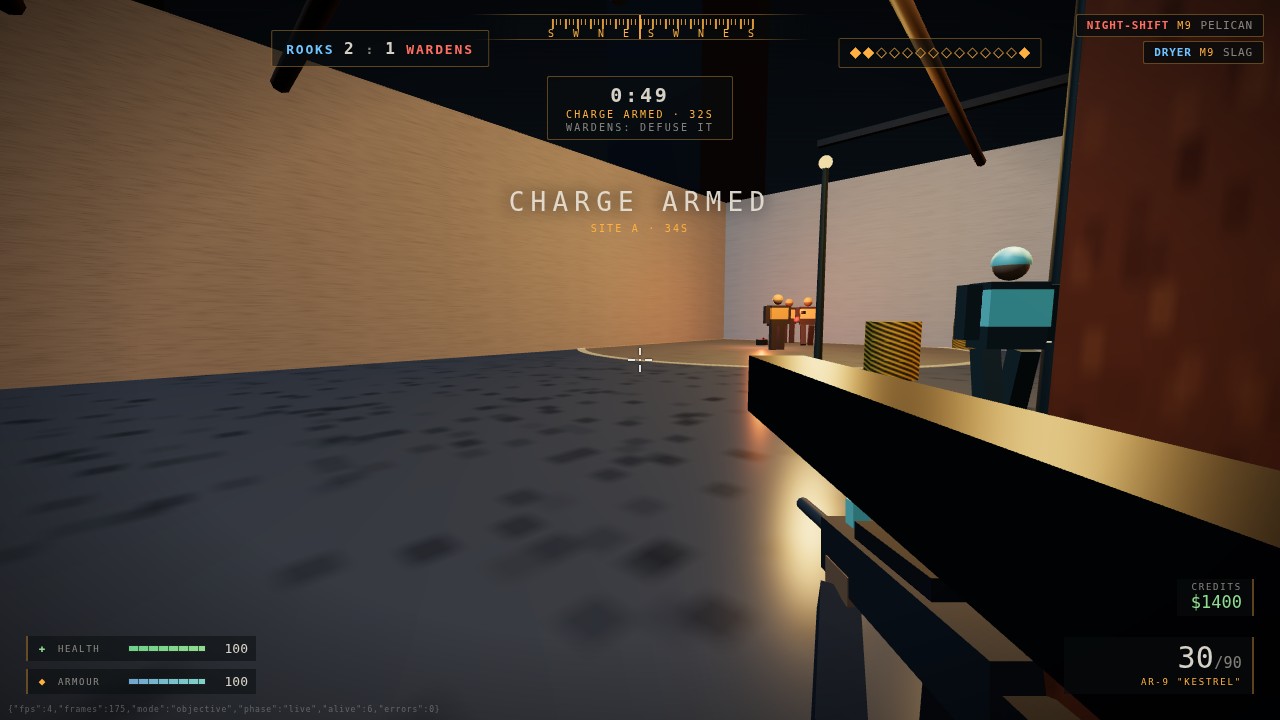 S W N E S W N E S
ROOKS 2 : 1 WARDENS
NIGHT-SHIFT M9 PELICAN
DRYER M9 SLAG
0:49
CHARGE ARMED · 32S
WARDENS: DEFUSE IT
CHARGE ARMED
SITE A · 34S
CREDITS
$1400
HEALTH 100
ARMOUR 100
30/90
AR-9 "KESTREL"
{"fps":4,"frames":175,"mode":"objective","phase":"live","alive":6,"errors":0}